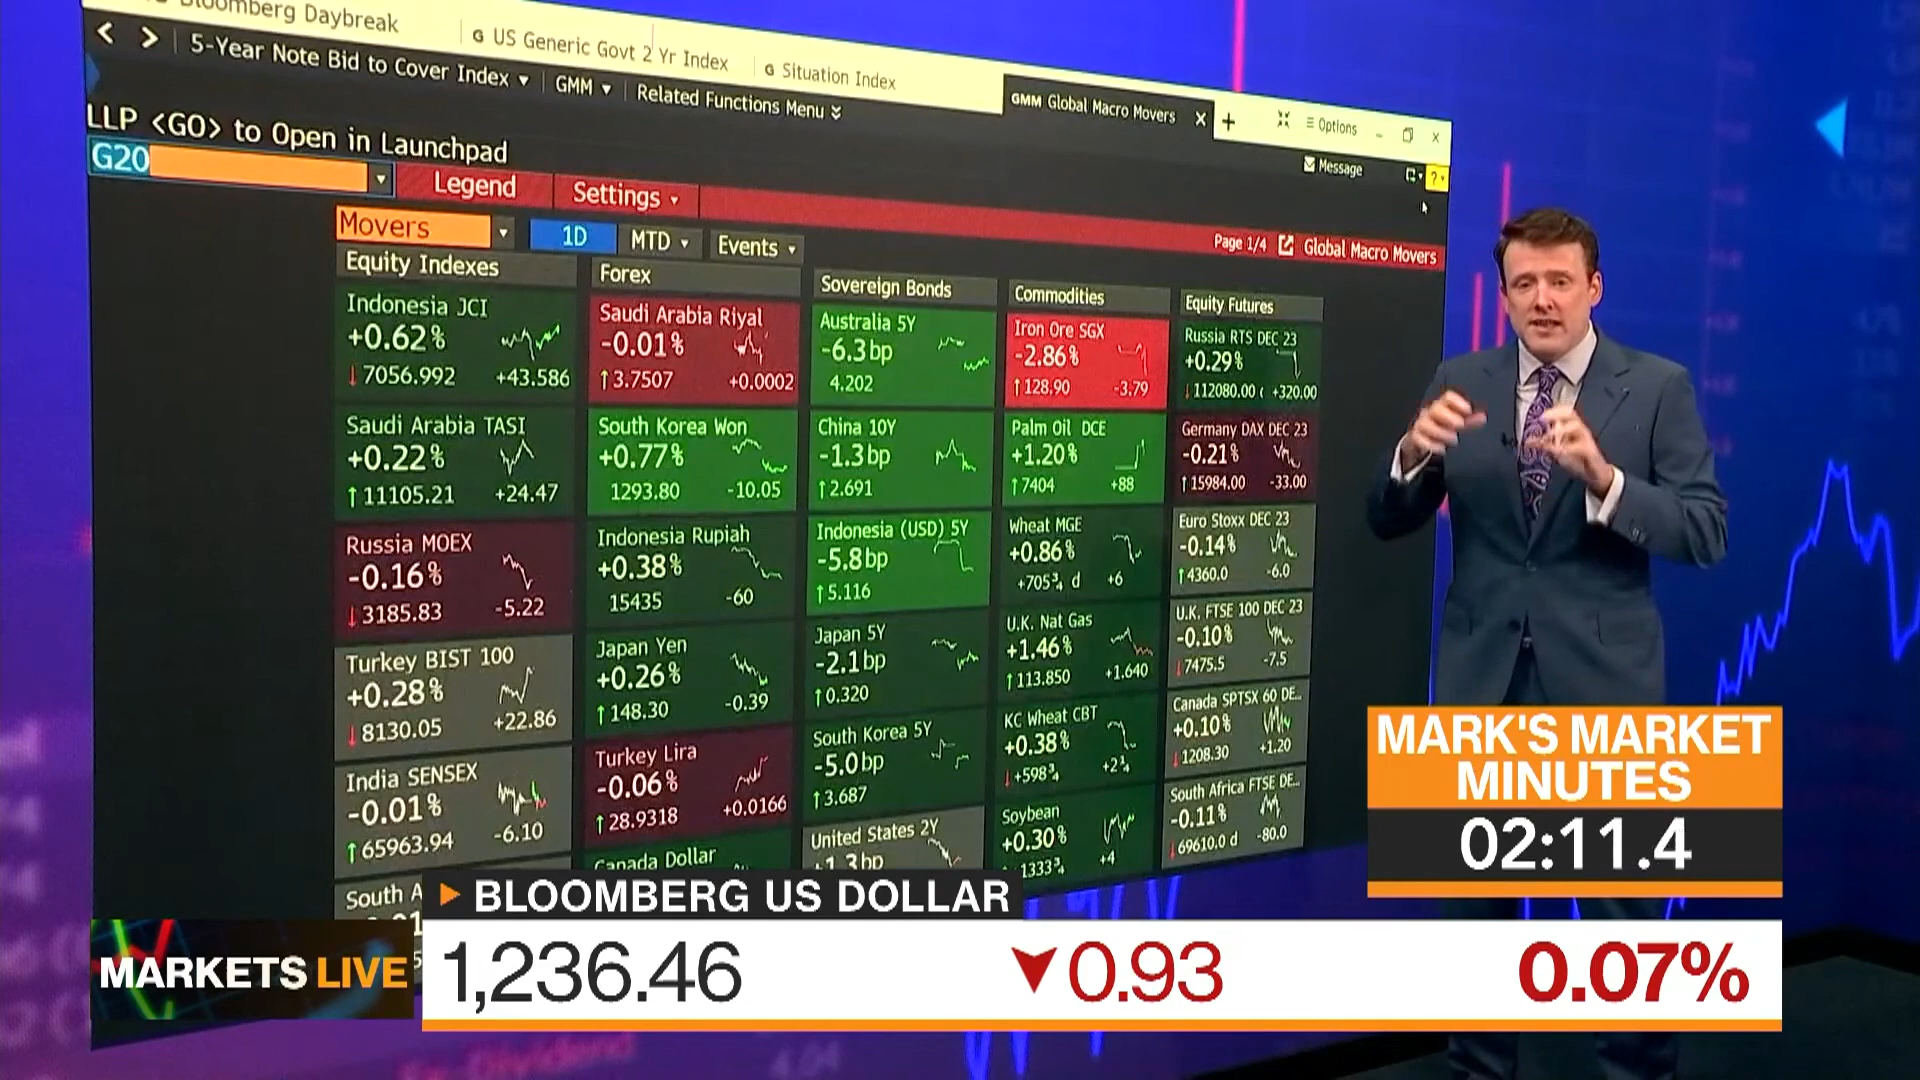 Bloomberg Daybreak
G US Generic Govt 2 Yr Index
G Situation Index
GMM Global Macro Movers X +
Options
< > 5-Year Note Bid to Cover Index GMM Related Functions Menu
Message
?
LLP <GO> to Open in Launchpad
G20
Legend Settings
Page 1/4 Global Macro Movers
Movers 1D MTD Events
Equity Indexes
Indonesia JCI
+0.62%
↓7056.992 +43.586
Saudi Arabia TASI
+0.22%
↑11105.21 +24.47
Russia MOEX
-0.16%
↓3185.83 -5.22
Turkey BIST 100
+0.28%
↓8130.05 +22.86
India SENSEX
-0.01%
↑65963.94 -6.10
South A
Forex
Saudi Arabia Riyal
-0.01%
↑3.7507 +0.0002
South Korea Won
+0.77%
1293.80 -10.05
Indonesia Rupiah
+0.38%
15435 -60
Japan Yen
+0.26%
↑148.30 -0.39
Turkey Lira
-0.06%
↑28.9318 +0.0166
Canada Dollar
Sovereign Bonds
Australia 5Y
-6.3bp
4.202
China 10Y
-1.3bp
↑2.691
Indonesia (USD) 5Y
-5.8bp
↑5.116
Japan 5Y
-2.1bp
↑0.320
South Korea 5Y
-5.0bp
↑3.687
United States 2Y
Commodities
Iron Ore SGX
-2.86%
↑128.90 -3.79
Palm Oil DCE
+1.20%
↑7404 +88
Wheat MGE
+0.86%
+705¾ d +6
U.K. Nat Gas
+1.46%
↑113.850 +1.640
KC Wheat CBT
+0.38%
↓+598¾ +2¼
Soybean
+0.30%
1333¾ +4
Equity Futures
Russia RTS DEC 23
+0.29%
↓112080.00 +320.00
Germany DAX DEC 23
-0.21%
↑15984.00 -33.00
Euro Stoxx DEC 23
-0.14%
↑4360.0 -6.0
U.K. FTSE 100 DEC 23
-0.10%
↓7475.5 -7.5
Canada SPTSX 60 DE...
+0.10%
↓1208.30 +1.20
South Africa FTSE DE...
-0.11%
↓69610.0 d -80.0
MARK'S MARKET
MINUTES
02:11.4
BLOOMBERG US DOLLAR
MARKETS LIVE
1,236.46 ▼0.93 0.07%
4.04